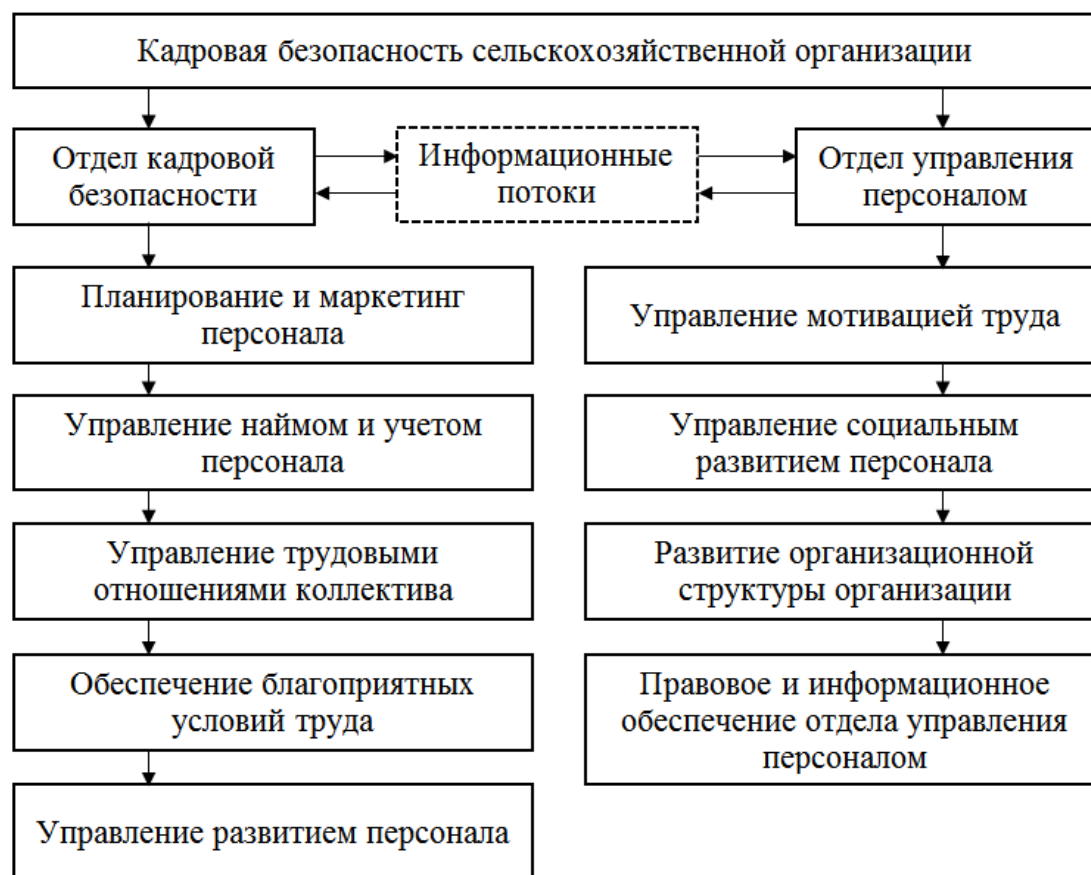 Кадровая безопасность сельскохозяйственной организации
Отдел кадровой
безопасности
Информационные
потоки
Отдел управления
персоналом
Планирование и маркетинг
персонала
Управление наймом и учетом
персонала
Управление трудовыми
отношениями коллектива
Обеспечение благоприятных
условий труда
Управление развитием персонала
Управление мотивацией труда
Управление социальным
развитием персонала
Развитие организационной
структуры организации
Правовое и информационное
обеспечение отдела управления
персоналом